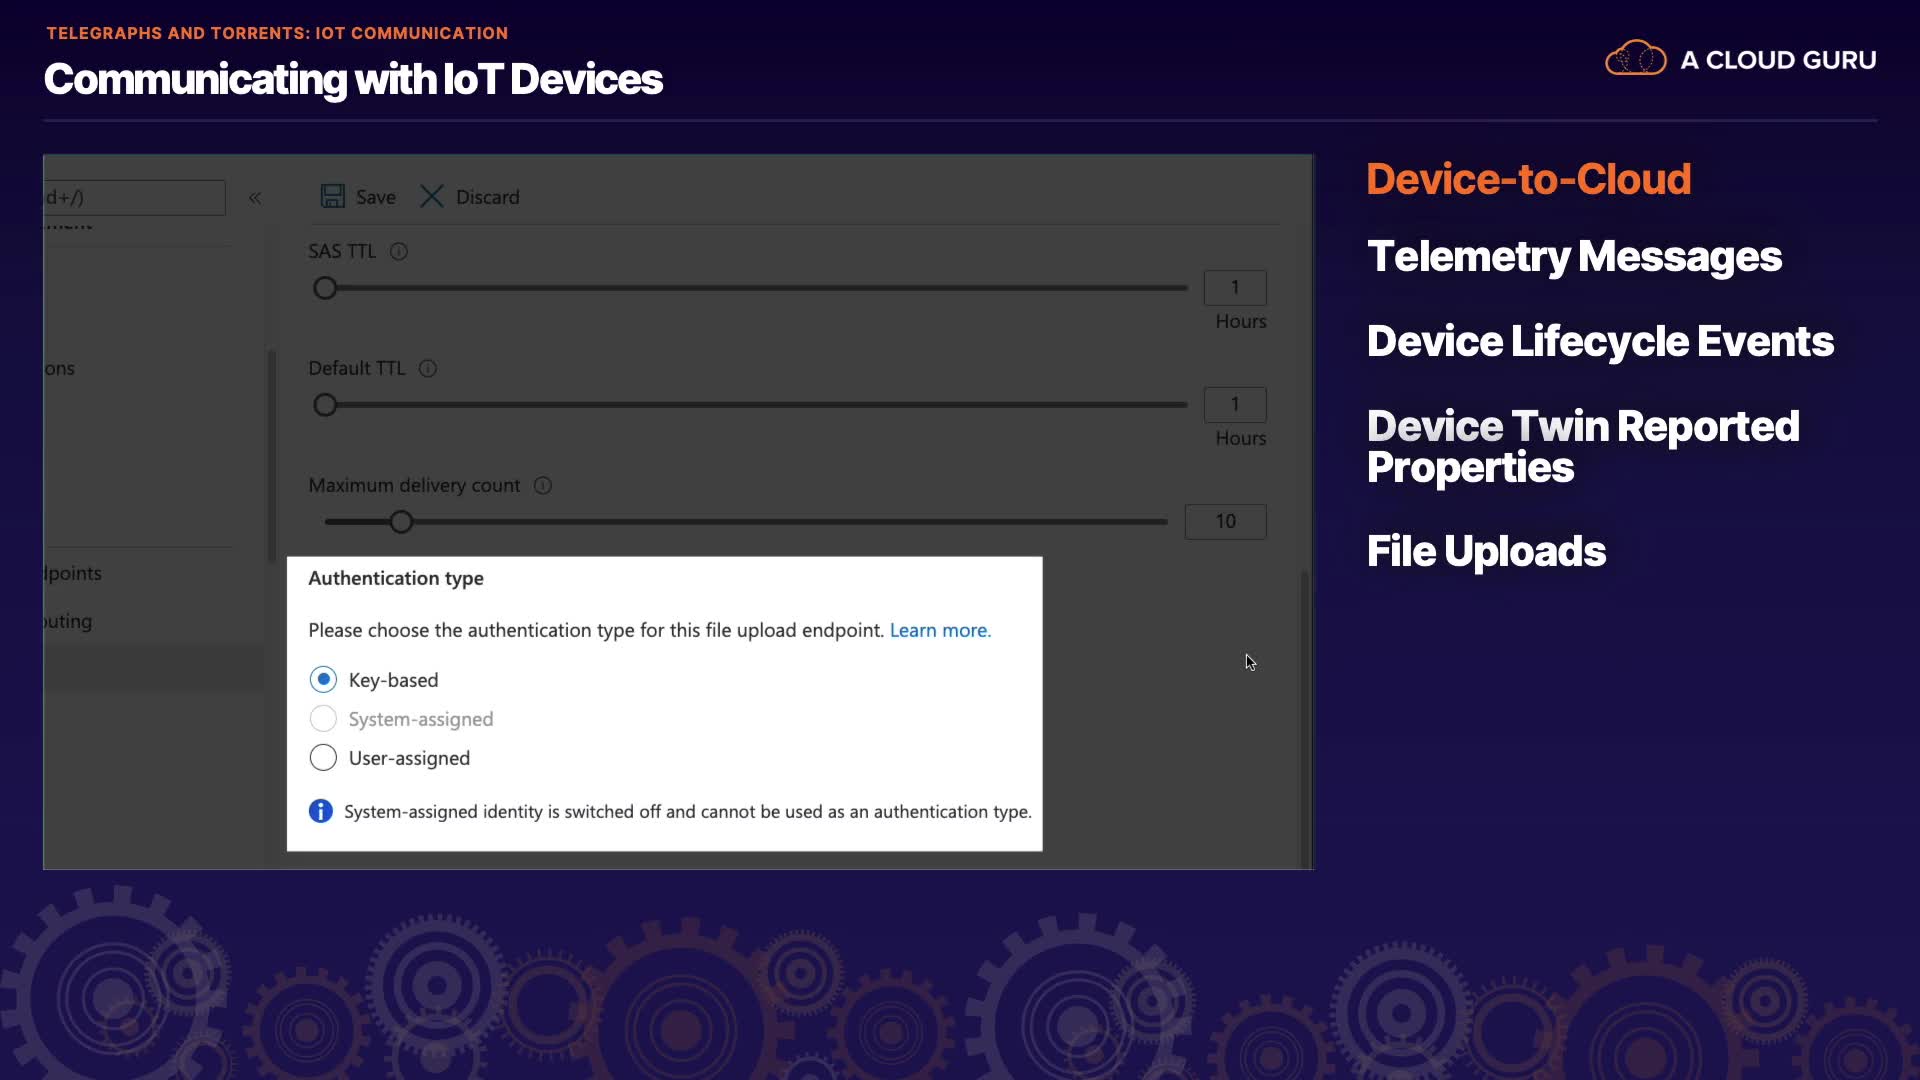 TELEGRAPHS AND TORRENTS: IOT COMMUNICATION
Communicating with IoT Devices
A CLOUD GURU
d+/)
«
Save
Discard
SAS TTL
1
Hours
ons
Default TTL
1
Hours
Maximum delivery count
10
dpoints
outing
Authentication type
Please choose the authentication type for this file upload endpoint. Learn more.
Key-based
System-assigned
User-assigned
System-assigned identity is switched off and cannot be used as an authentication type.
Device-to-Cloud
Telemetry Messages
Device Lifecycle Events
Device Twin Reported
Properties
File Uploads